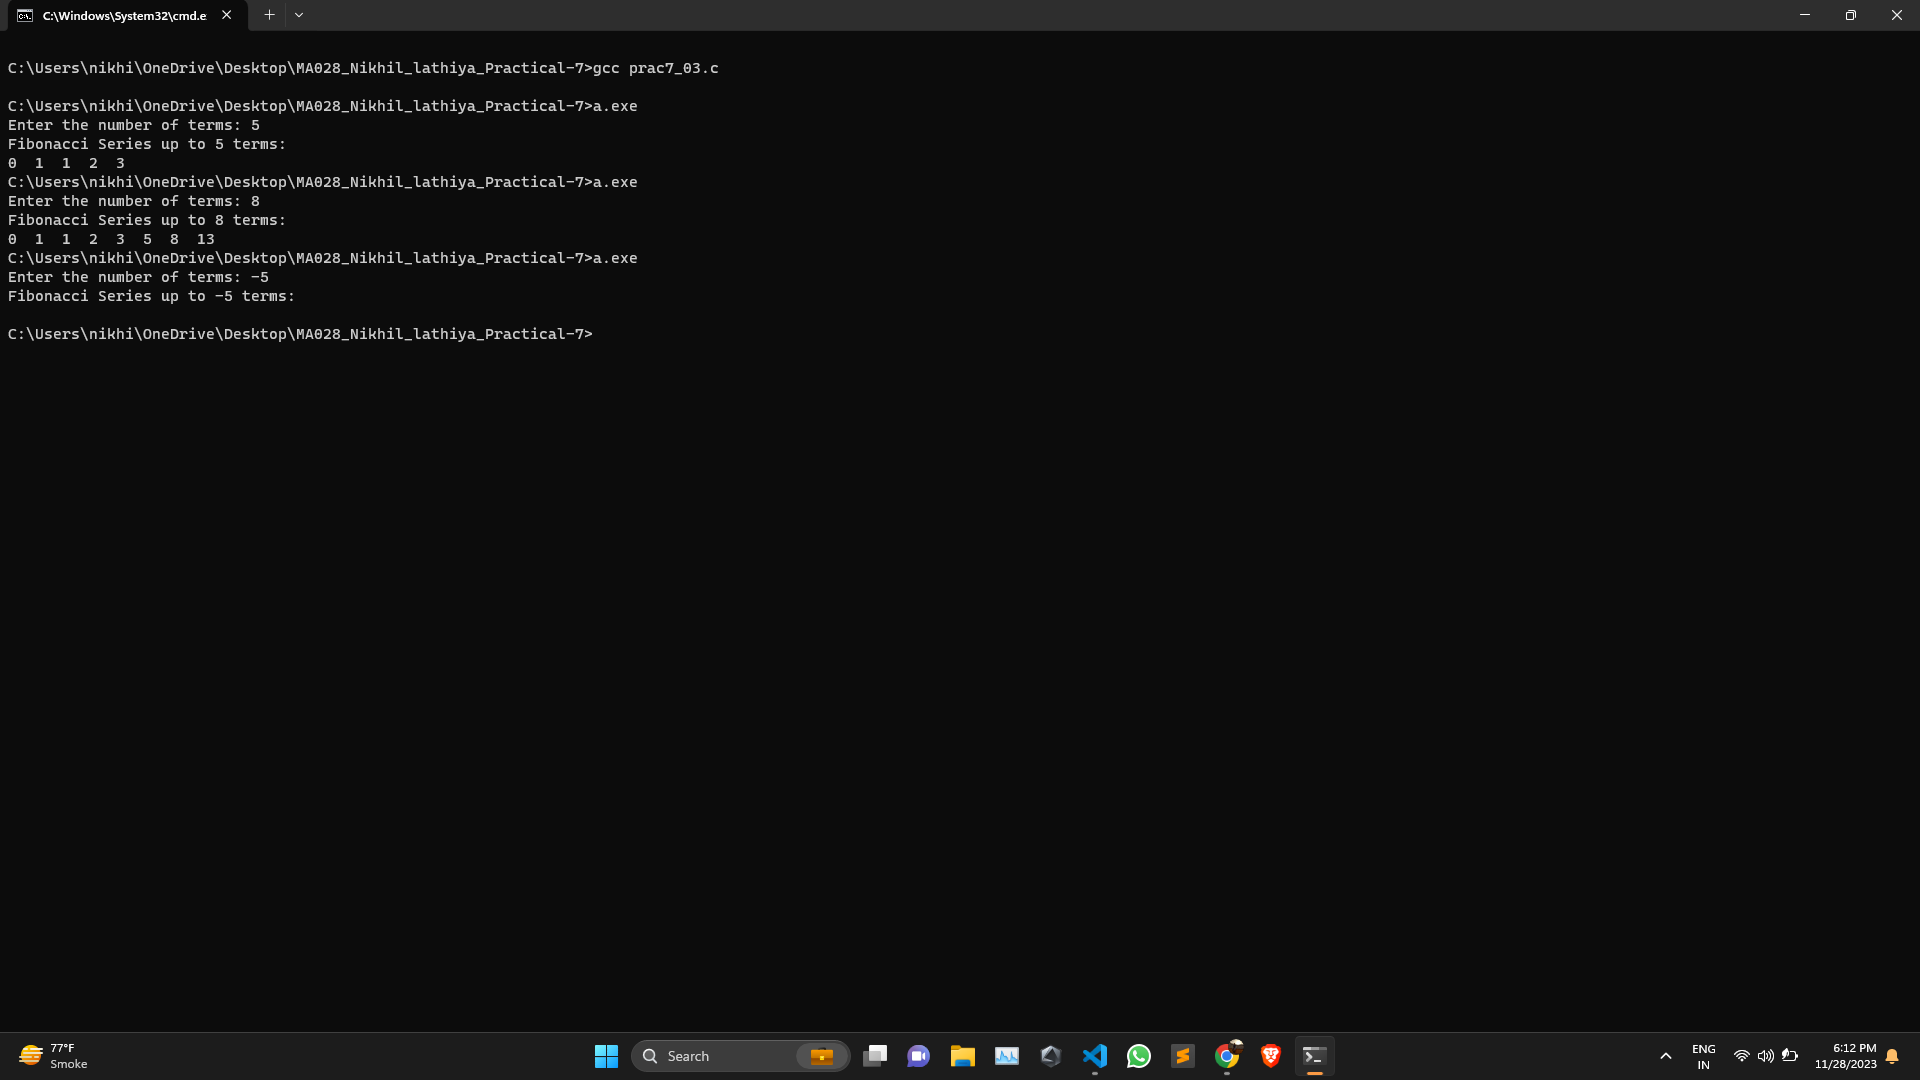 C:\Windows\System32\cmd.e
C:\Users\nikhi\OneDrive\Desktop\MA028_Nikhil_lathiya_Practical-7>gcc prac7_03.c
C:\Users\nikhi\OneDrive\Desktop\MA028_Nikhil_lathiya_Practical-7>a.exe
Enter the number of terms: 5
Fibonacci Series up to 5 terms:
0  1  1  2  3
C:\Users\nikhi\OneDrive\Desktop\MA028_Nikhil_lathiya_Practical-7>a.exe
Enter the number of terms: 8
Fibonacci Series up to 8 terms:
0  1  1  2  3  5  8  13
C:\Users\nikhi\OneDrive\Desktop\MA028_Nikhil_lathiya_Practical-7>a.exe
Enter the number of terms: -5
Fibonacci Series up to -5 terms:
C:\Users\nikhi\OneDrive\Desktop\MA028_Nikhil_lathiya_Practical-7>
77°F
Smoke
Search
ENG
IN
6:12 PM
11/28/2023